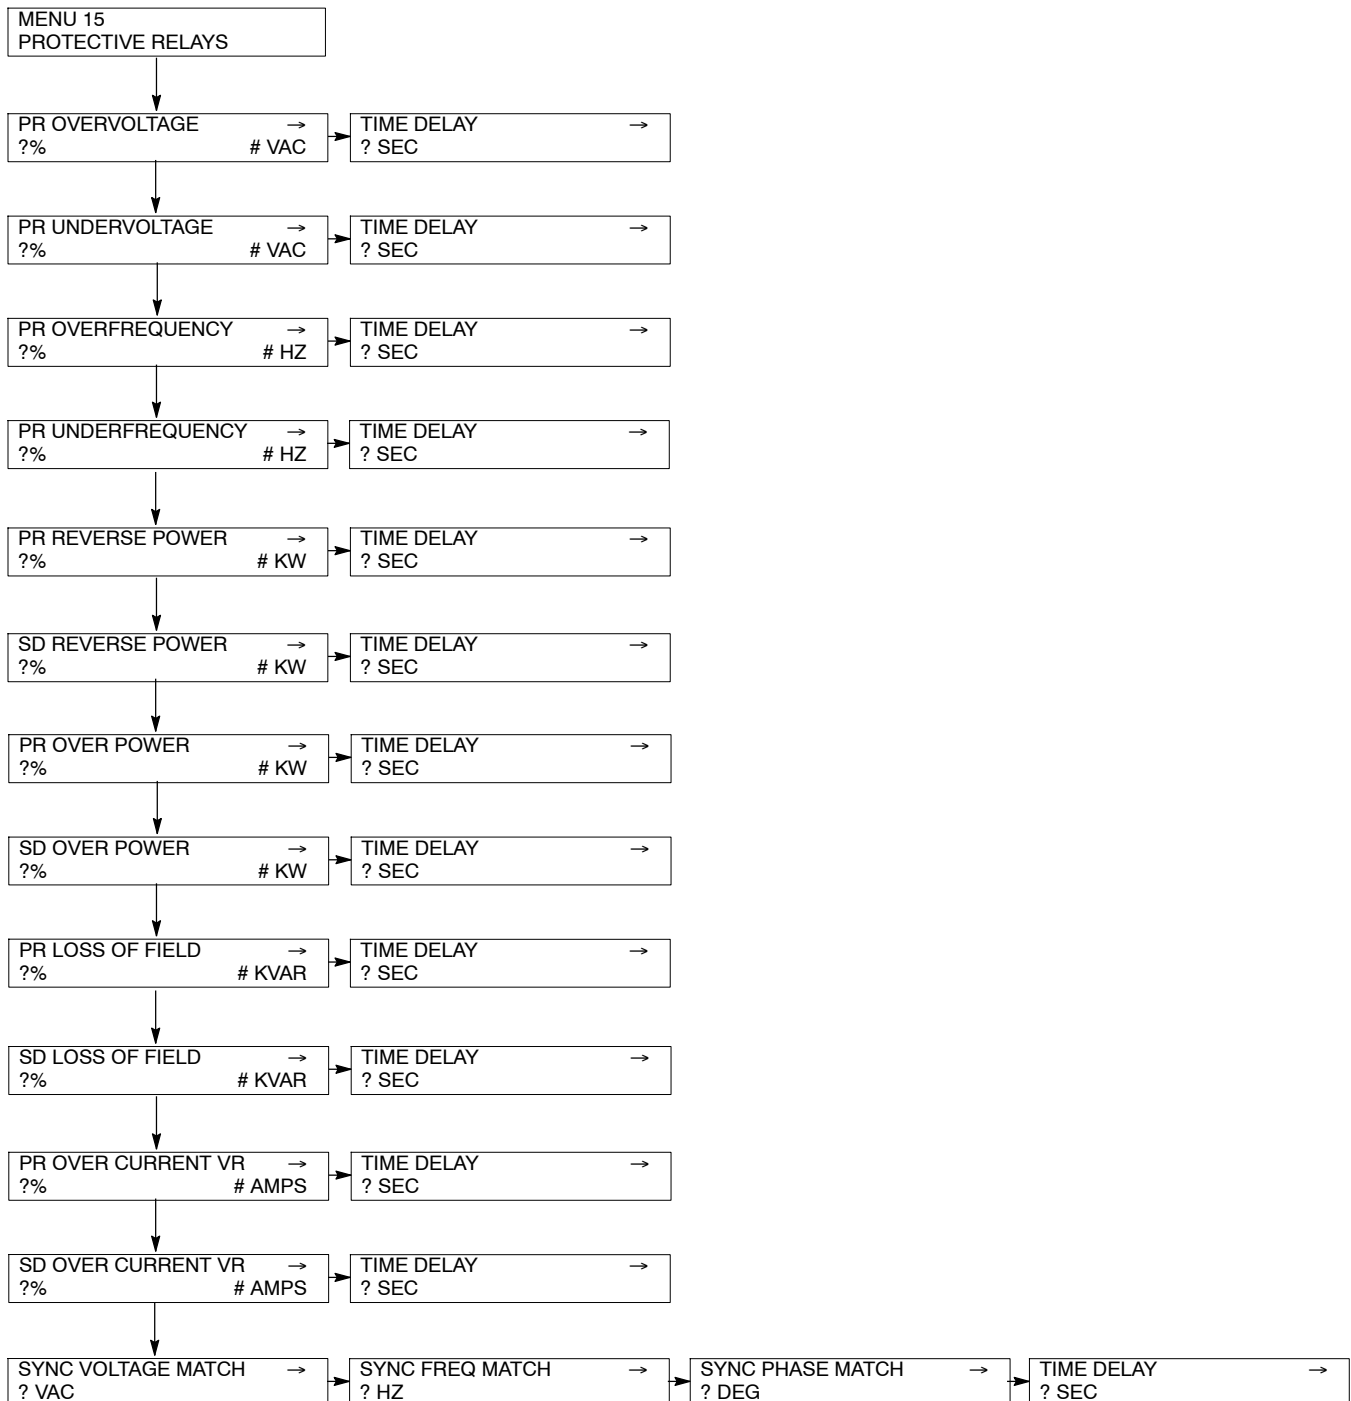 MENU 15
PROTECTIVE RELAYS
PR OVERVOLTAGE →
?% # VAC
TIME DELAY →
? SEC
PR UNDERVOLTAGE →
?% # VAC
TIME DELAY →
? SEC
PR OVERFREQUENCY →
?% # HZ
TIME DELAY →
? SEC
PR UNDERFREQUENCY →
?% # HZ
TIME DELAY →
? SEC
PR REVERSE POWER →
?% # KW
TIME DELAY →
? SEC
SD REVERSE POWER →
?% # KW
TIME DELAY →
? SEC
PR OVER POWER →
?% # KW
TIME DELAY →
? SEC
SD OVER POWER →
?% # KW
TIME DELAY →
? SEC
PR LOSS OF FIELD →
?% # KVAR
TIME DELAY →
? SEC
SD LOSS OF FIELD →
?% # KVAR
TIME DELAY →
? SEC
PR OVER CURRENT VR →
?% # AMPS
TIME DELAY →
? SEC
SD OVER CURRENT VR →
?% # AMPS
TIME DELAY →
? SEC
SYNC VOLTAGE MATCH →
? VAC
SYNC FREQ MATCH →
? HZ
SYNC PHASE MATCH →
? DEG
TIME DELAY →
? SEC